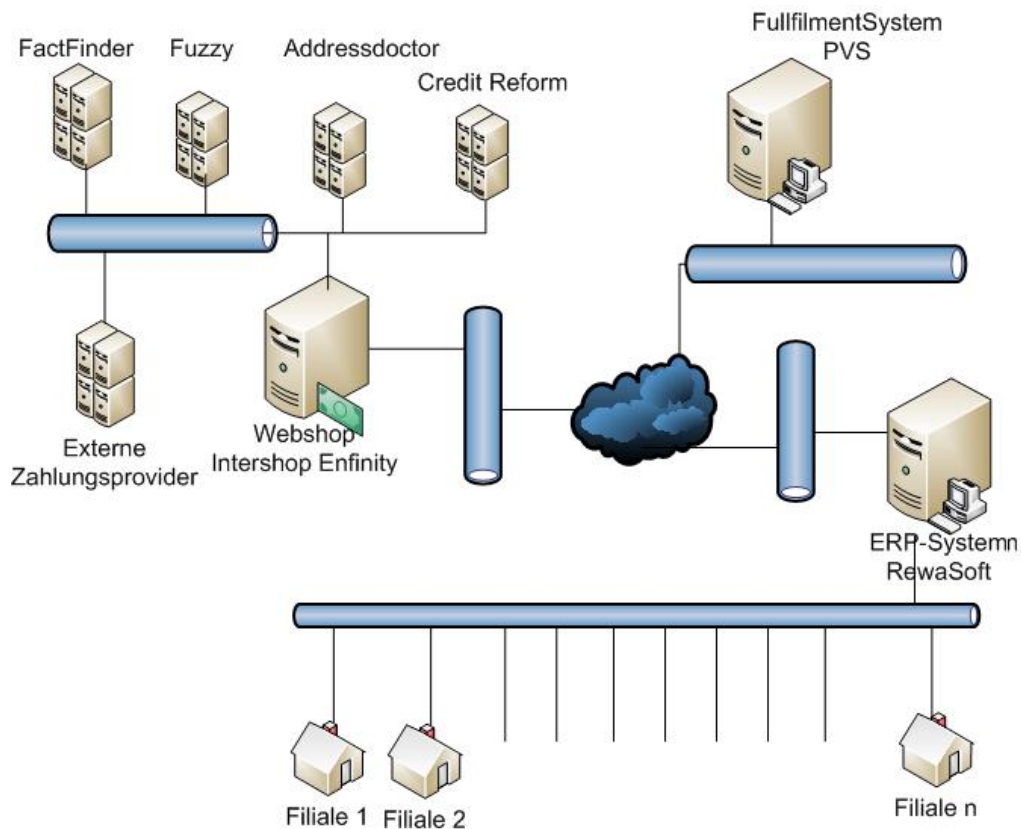 FactFinder
Fuzzy
Addressdoctor
Credit Reform
FullfilmentSystem
PVS
Externe
Zahlungsprovider
Webshop
Intershop Enfinity
ERP-Systemn
RewaSoft
Filiale 1
Filiale 2
Filiale n